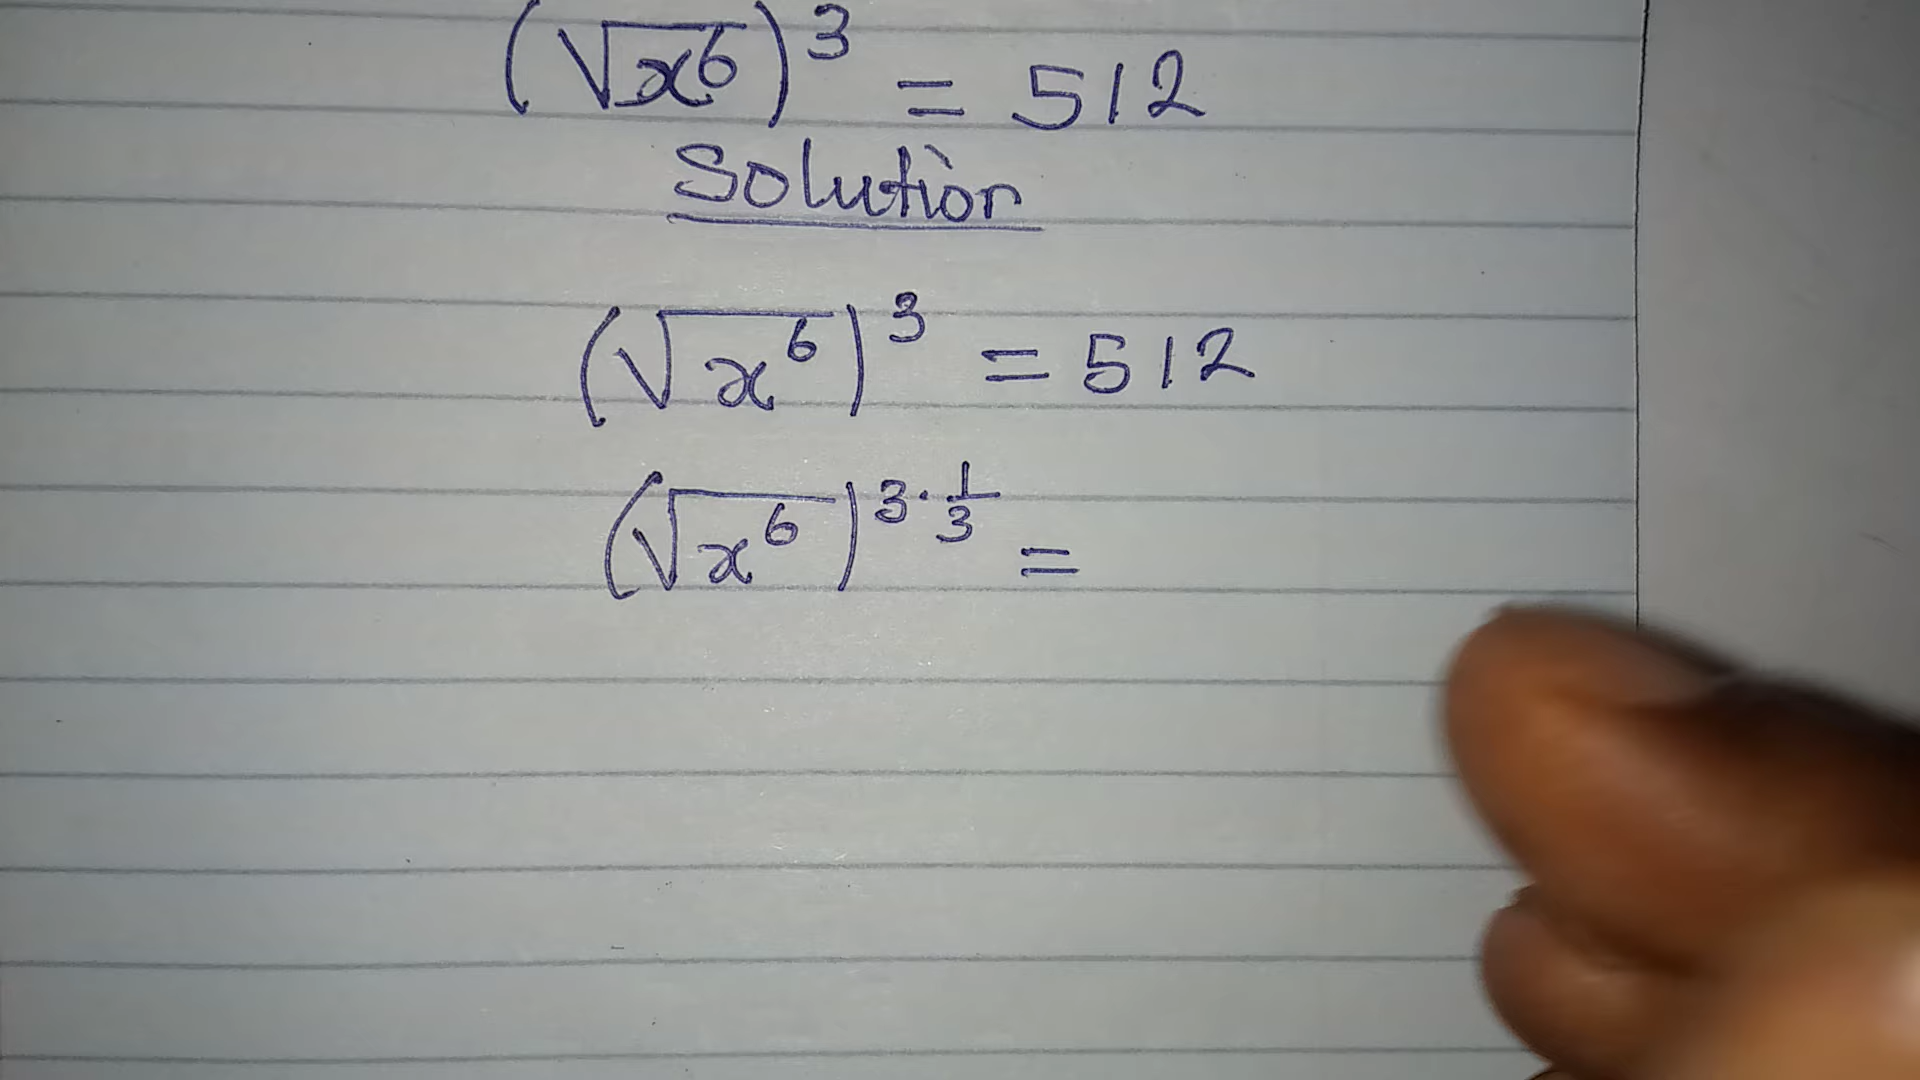 (√x⁶)³ = 512
Solution
(√x⁶)³ = 512
(√x⁶)^(3·1/3) =